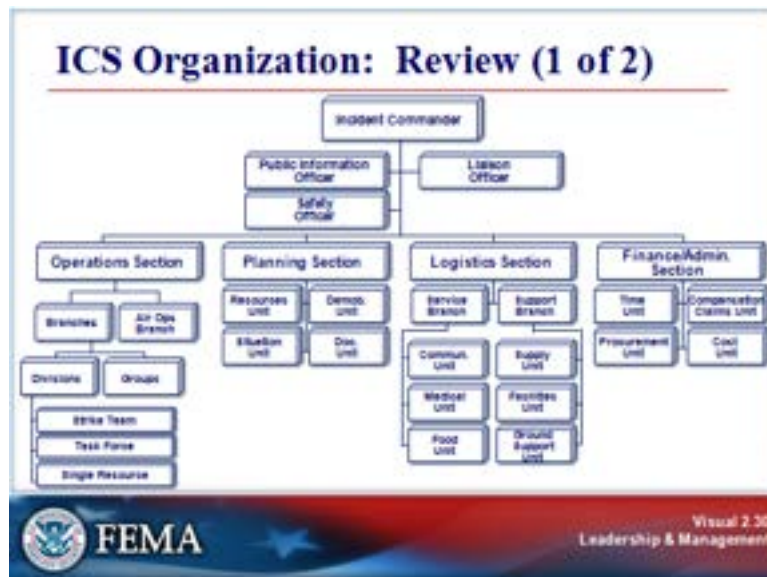 ICS Organization: Review (1 of 2)
Incident Commander
Public Information
Officer
Liaison
Officer
Safety
Officer
Operations Section
Planning Section
Logistics Section
Finance/Admin.
Section
Branches
Air Ops
Branch
Divisions
Groups
Strike Team
Task Force
Single Resource
Resources
Unit
Demob.
Unit
Situation
Unit
Doc.
Unit
Service
Branch
Support
Branch
Commun.
Unit
Supply
Unit
Medical
Unit
Facilities
Unit
Food
Unit
Ground
Support
Unit
Time
Unit
Compensation
Claims Unit
Procurement
Unit
Cost
Unit
FEMA
Visual 2.30
Leadership & Management